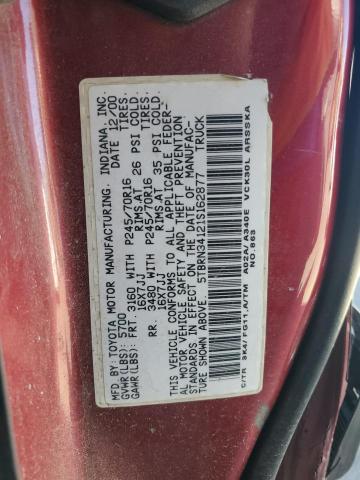 MFD BY:TOYOTA MOTOR MANUFACTURING, INDIANA, INC.
GVWR(LBS): 5700 DATE 12/00
GAWR(LBS): FRT. 3160 WITH P245/70R16 TIRES.
16X7JJ RIMS.AT 26 PSI COLD.
RR. 3480 WITH P245/70R16 TIRES.
16X7JJ RIMS.AT 35 PSI COLD.
THIS VEHICLE CONFORMS TO ALL APPLICABLE FEDER-
AL MOTOR VEHICLE SAFETY AND THEFT PREVENTION
STANDARDS IN EFFECT ON THE DATE OF MANUFAC-
TURE SHOWN ABOVE. 5TBRN34121S162877 TRUCK
C/TR 3K4/FG11.A/TM A02A/A340E VCK30L ARSSKA
NO.863